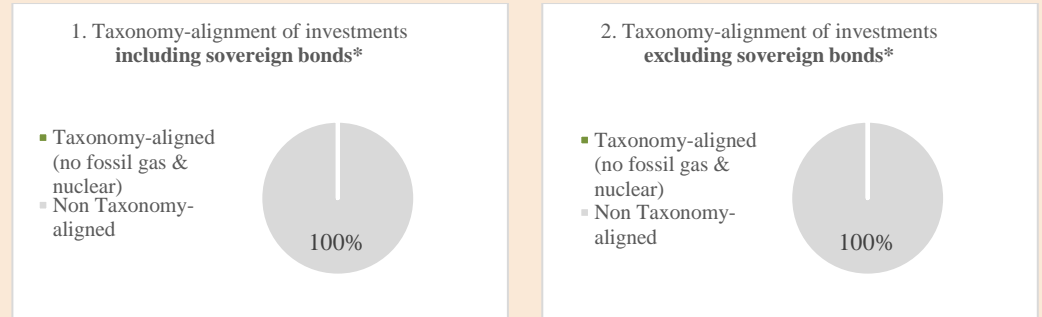 1. Taxonomy-alignment of investments
including sovereign bonds*
Taxonomy-aligned
(no fossil gas &
nuclear)
Non Taxonomy-
aligned
100%
2. Taxonomy-alignment of investments
excluding sovereign bonds*
Taxonomy-aligned
(no fossil gas &
nuclear)
Non Taxonomy-
aligned
100%